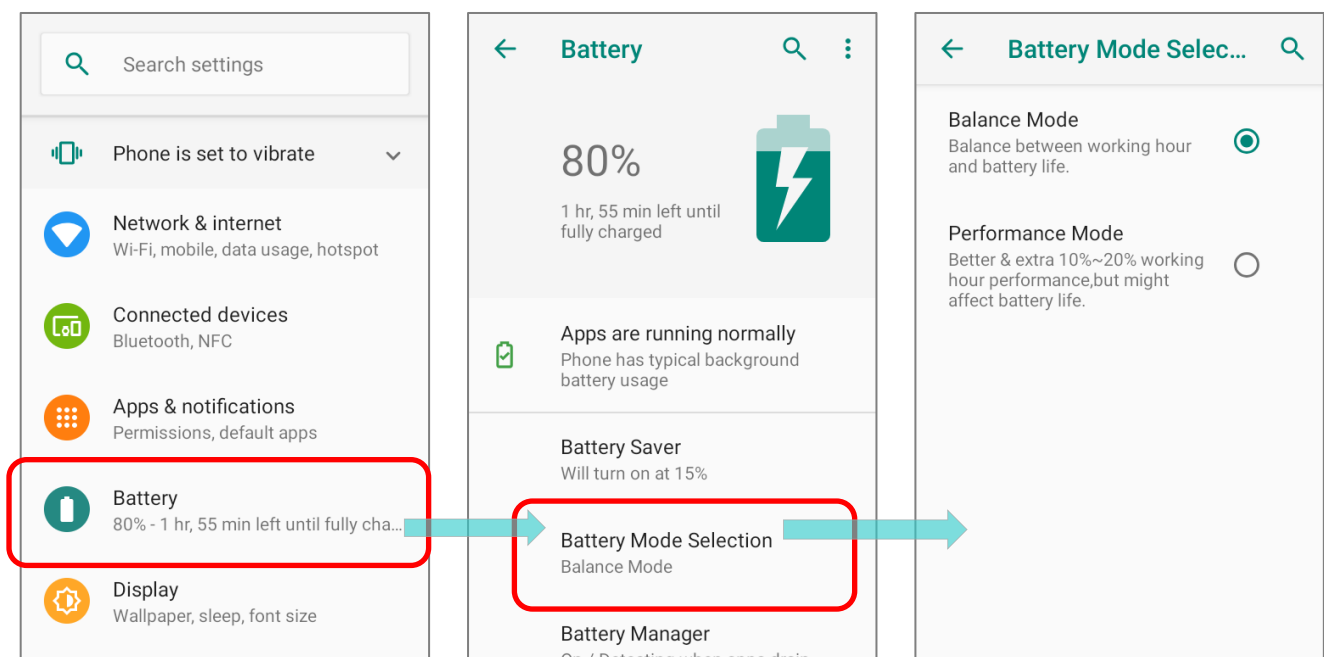 Search settings
Phone is set to vibrate
Network & internet
Wi-Fi, mobile, data usage, hotspot
Connected devices
Bluetooth, NFC
Apps & notifications
Permissions, default apps
Battery
80% - 1 hr, 55 min left until fully cha...
Display
Wallpaper, sleep, font size
Battery
80%
1 hr, 55 min left until
fully charged
Apps are running normally
Phone has typical background
battery usage
Battery Saver
Will turn on at 15%
Battery Mode Selection
Balance Mode
Battery Manager
On / Detecting when apps drain
Battery Mode Selec...
Balance Mode
Balance between working hour
and battery life.
Performance Mode
Better & extra 10%~20% working
hour performance,but might
affect battery life.